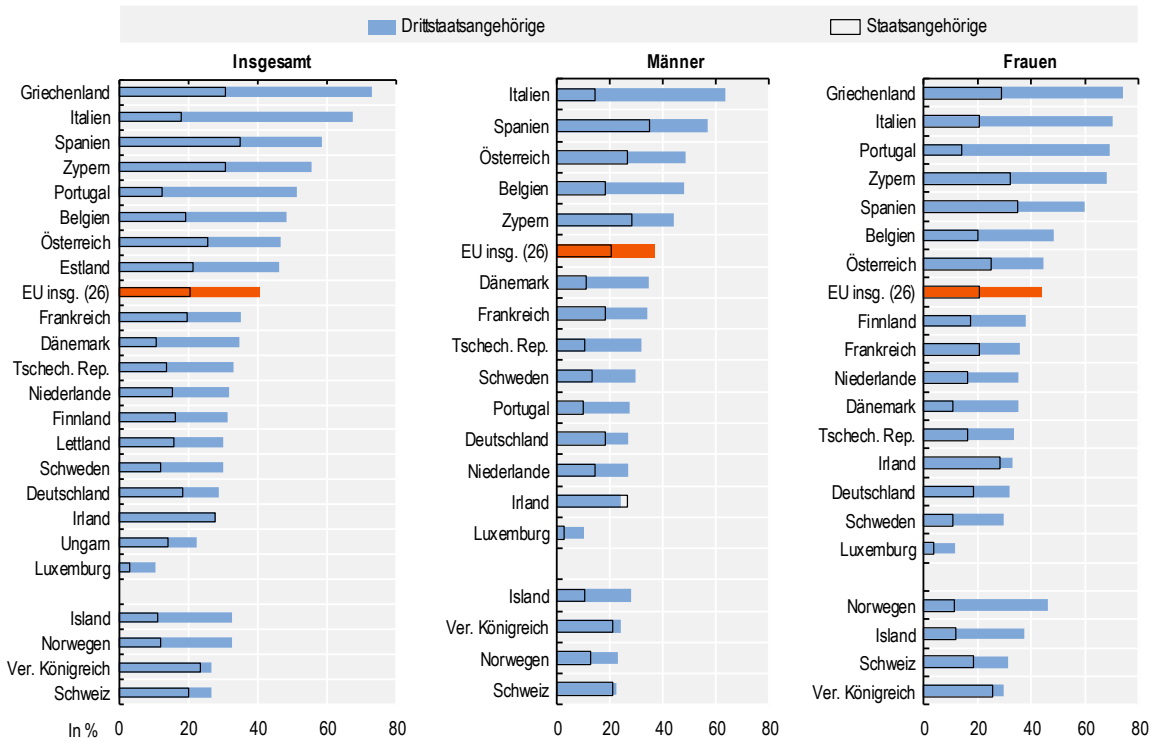 Drittstaatsangehörige
Staatsangehörige
Insgesamt
Griechenland
Italien
Spanien
Zypern
Portugal
Belgien
Österreich
Estland
EU insg. (26)
Frankreich
Dänemark
Tschech. Rep.
Niederlande
Finnland
Lettland
Schweden
Deutschland
Irland
Ungarn
Luxemburg
Island
Norwegen
Ver. Königreich
Schweiz
In % 0 20 40 60 80
Männer
Italien
Spanien
Österreich
Belgien
Zypern
EU insg. (26)
Dänemark
Frankreich
Tschech. Rep.
Schweden
Portugal
Deutschland
Niederlande
Irland
Luxemburg
Island
Ver. Königreich
Norwegen
Schweiz
0 20 40 60 80
Frauen
Griechenland
Italien
Portugal
Zypern
Spanien
Belgien
Österreich
EU insg. (26)
Finnland
Frankreich
Niederlande
Dänemark
Tschech. Rep.
Irland
Deutschland
Schweden
Luxemburg
Norwegen
Island
Schweiz
Ver. Königreich
0 20 40 60 80